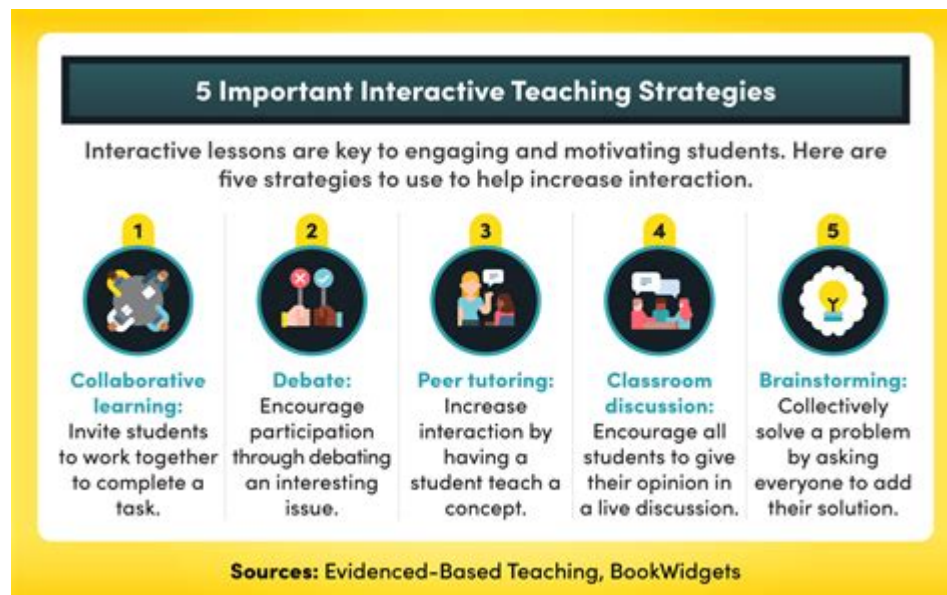 5 Important Interactive Teaching Strategies
Interactive lessons are key to engaging and motivating students. Here are
five strategies to use to help increase interaction.
1
Collaborative
learning:
Invite students
to work together
to complete a
task.
2
Debate:
Encourage
participation
through debating
an interesting
issue.
3
Peer tutoring:
Increase
interaction by
having a
student teach a
concept.
4
Classroom
discussion:
Encourage all
students to give
their opinion in
a live discussion.
5
Brainstorming:
Collectively
solve a problem
by asking
everyone to add
their solution.
Sources: Evidenced-Based Teaching, BookWidgets